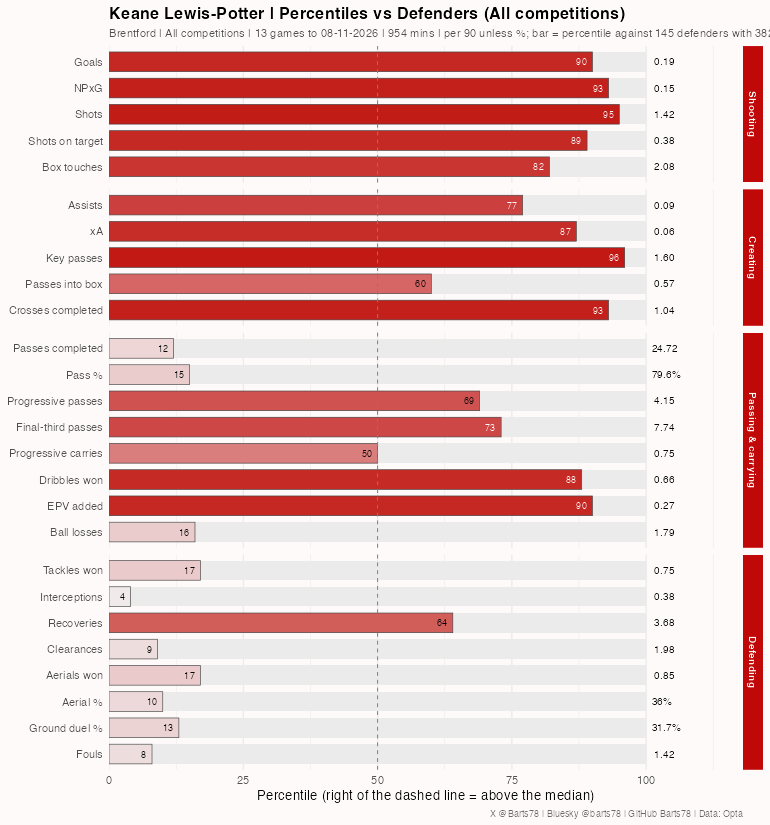 Keane Lewis-Potter | Percentiles vs Defenders (All competitions)
Brentford | All competitions | 13 games to 08-11-2026 | 954 mins | per 90 unless %; bar = percentile against 145 defenders with 382
Goals 90 0.19
NPxG 93 0.15
Shots 95 1.42
Shots on target 89 0.38
Box touches 82 2.08
Shooting
Assists 77 0.09
xA 87 0.06
Key passes 96 1.60
Passes into box 60 0.57
Crosses completed 93 1.04
Creating
Passes completed 12 24.72
Pass % 15 79.6%
Progressive passes 69 4.15
Final-third passes 73 7.74
Progressive carries 50 0.75
Dribbles won 88 0.66
EPV added 90 0.27
Ball losses 16 1.79
Passing & carrying
Tackles won 17 0.75
Interceptions 4 0.38
Recoveries 64 3.68
Clearances 9 1.98
Aerials won 17 0.85
Aerial % 10 36%
Ground duel % 13 31.7%
Fouls 8 1.42
Defending
0 25 50 75 100
Percentile (right of the dashed line = above the median)
X @Barts78 | Bluesky @barts78 | GitHub Barts78 | Data: Opta